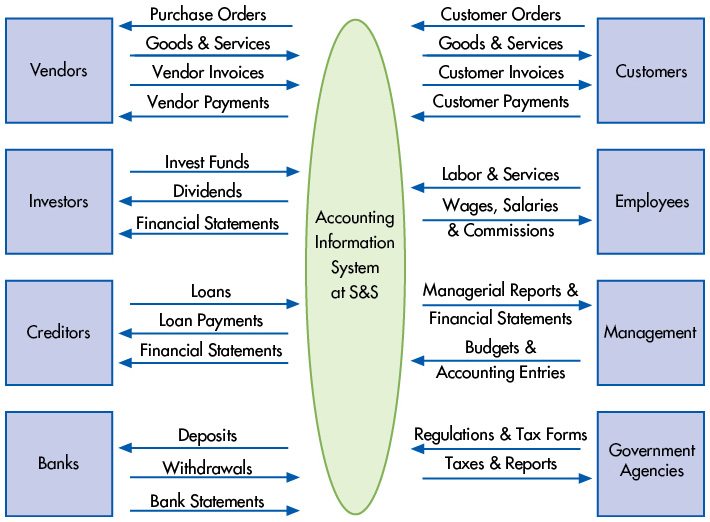 Purchase Orders
Goods & Services
Vendor Invoices
Vendor Payments
Vendors
Customer Orders
Goods & Services
Customer Invoices
Customer Payments
Customers
Invest Funds
Dividends
Financial Statements
Investors
Accounting
Information
System
at S&S
Labor & Services
Wages, Salaries
& Commissions
Employees
Loans
Loan Payments
Financial Statements
Creditors
Managerial Reports &
Financial Statements
Budgets &
Accounting Entries
Management
Deposits
Withdrawals
Bank Statements
Banks
Regulations & Tax Forms
Taxes & Reports
Government
Agencies